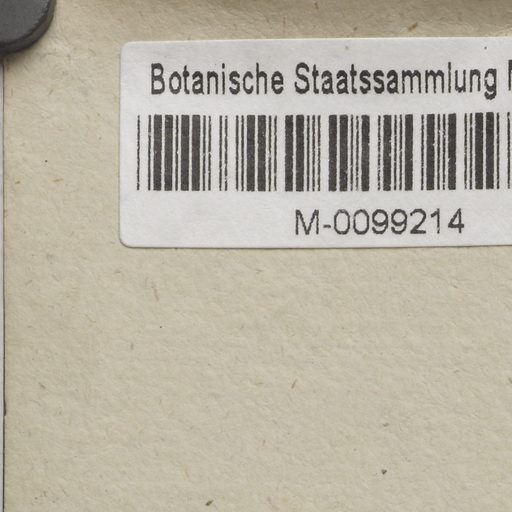 Botanische Staatssammlung
M-0099214